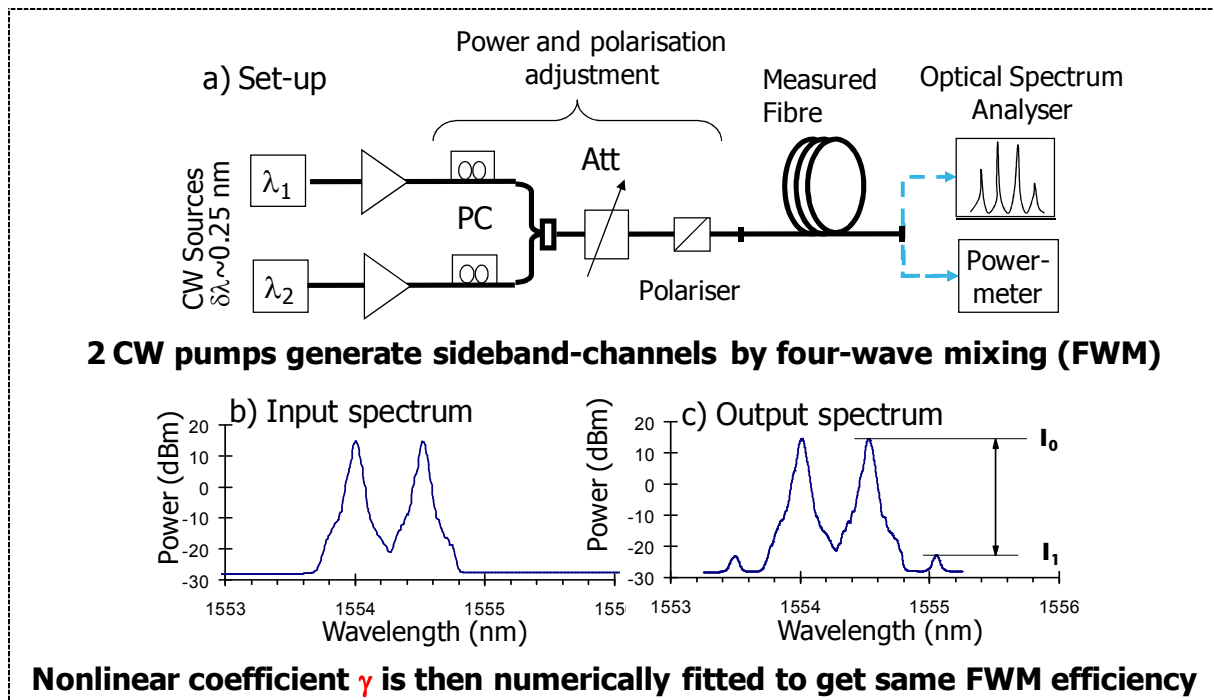 Power and polarisation
adjustment
a) Set-up
Measured
Fibre
Optical Spectrum
Analyser
CW Sources
δλ~0.25 nm
λ1
λ2
PC
Att
Polariser
Power-
meter
2 CW pumps generate sideband-channels by four-wave mixing (FWM)
b) Input spectrum
Power (dBm)
20
10
0
-10
-20
-30
1553
1554
1555
1556
Wavelength (nm)
c) Output spectrum
Power (dBm)
20
10
0
-10
-20
-30
1553
1554
1555
1556
Wavelength (nm)
I0
I1
Nonlinear coefficient γ is then numerically fitted to get same FWM efficiency